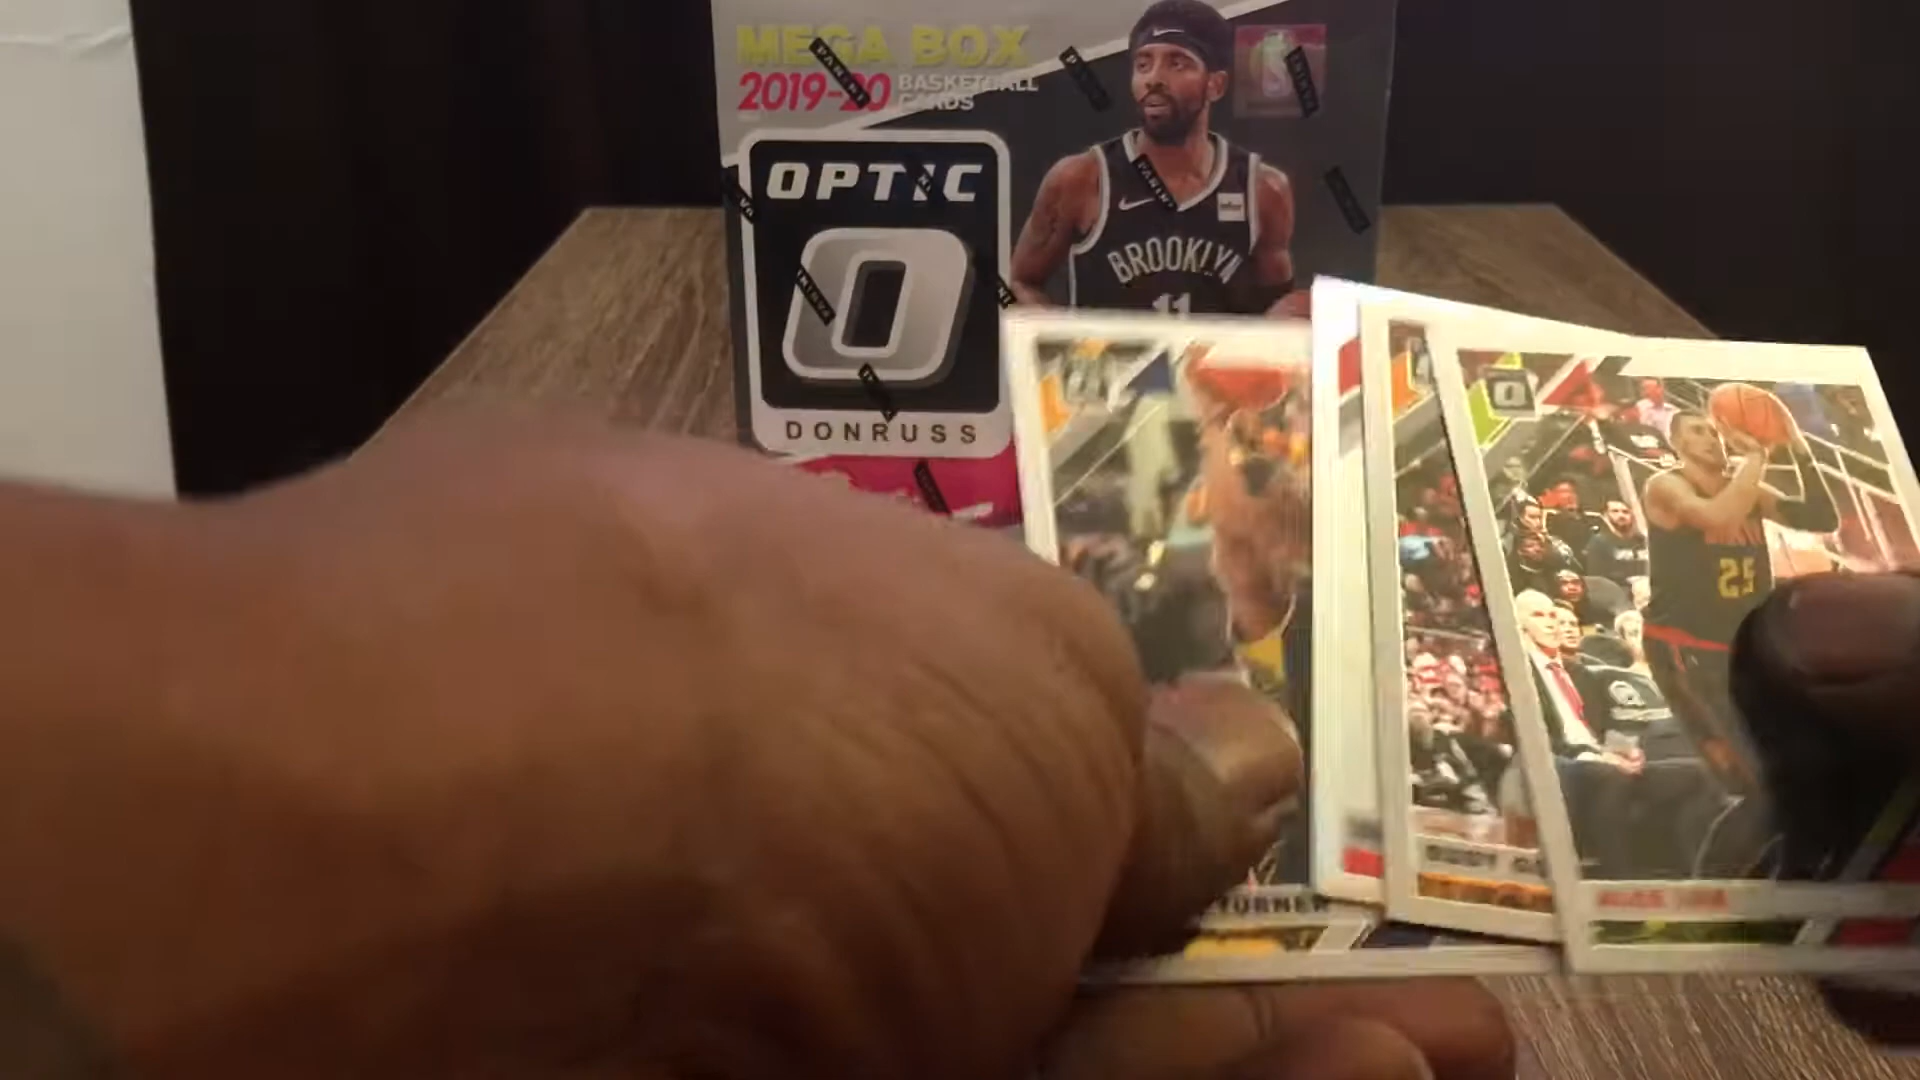 MEGA BOX
2019-20 BASKETBALL
CARDS
OPTIC
DONRUSS
BROOKLYN
11
25
TURNER